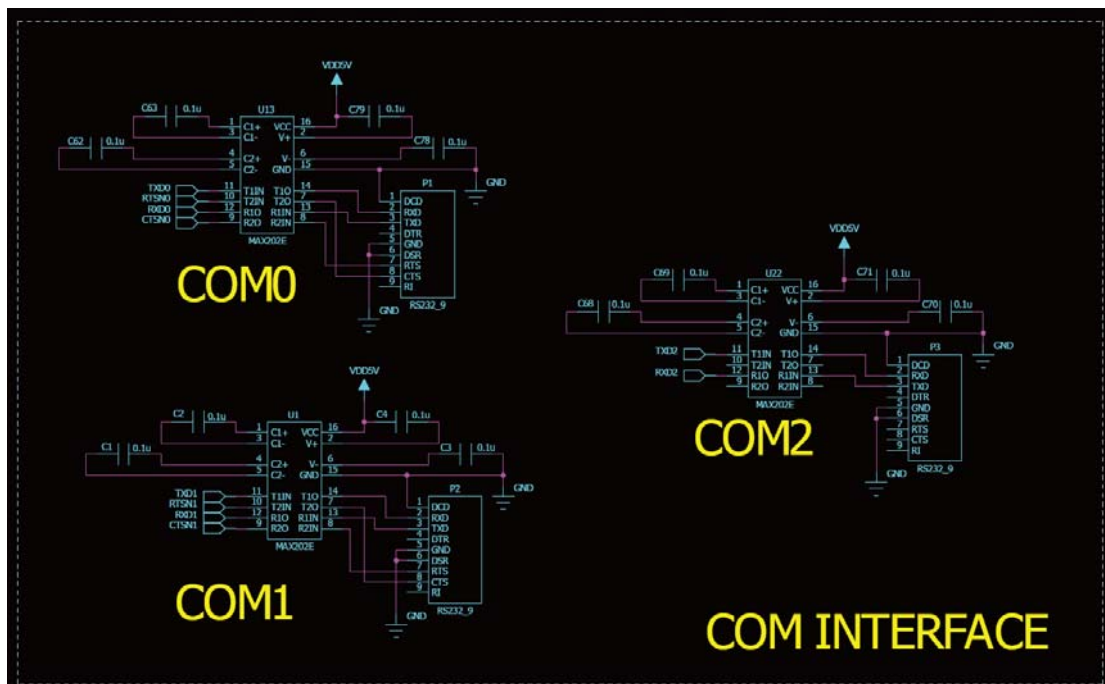 VDD5V
C63 0.1u
U13
C79 0.1u
1 C1+ VCC 16
3 C1- V+ 2
C62 0.1u
C78 0.1u
4 C2+ V- 6
5 C2- GND 15
GND
TXD0 11 T1IN T1O 14
RTSN0 10 T2IN T2O 7
RXD0 12 R1O R1IN 13
CTSN0 9 R2O R2IN 8
MAX202E
P1
1 DCD
2 RXD
3 TXD
4 DTR
5 GND
6 DSR
7 RTS
8 CTS
9 RI
RS232_9
GND
COM0
VDD5V
C2 0.1u
U1
C4 0.1u
1 C1+ VCC 16
3 C1- V+ 2
C1 0.1u
C3 0.1u
4 C2+ V- 6
5 C2- GND 15
GND
TXD1 11 T1IN T1O 14
RTSN1 10 T2IN T2O 7
RXD1 12 R1O R1IN 13
CTSN1 9 R2O R2IN 8
MAX202E
P2
1 DCD
2 RXD
3 TXD
4 DTR
5 GND
6 DSR
7 RTS
8 CTS
9 RI
RS232_9
GND
COM1
VDD5V
C69 0.1u
U22
C71 0.1u
1 C1+ VCC 16
3 C1- V+ 2
C68 0.1u
C70 0.1u
4 C2+ V- 6
5 C2- GND 15
GND
TXD2 11 T1IN T1O 14
10 T2IN T2O 7
RXD2 12 R1O R1IN 13
9 R2O R2IN 8
MAX202E
P3
1 DCD
2 RXD
3 TXD
4 DTR
5 GND
6 DSR
7 RTS
8 CTS
9 RI
RS232_9
GND
COM2
COM INTERFACE